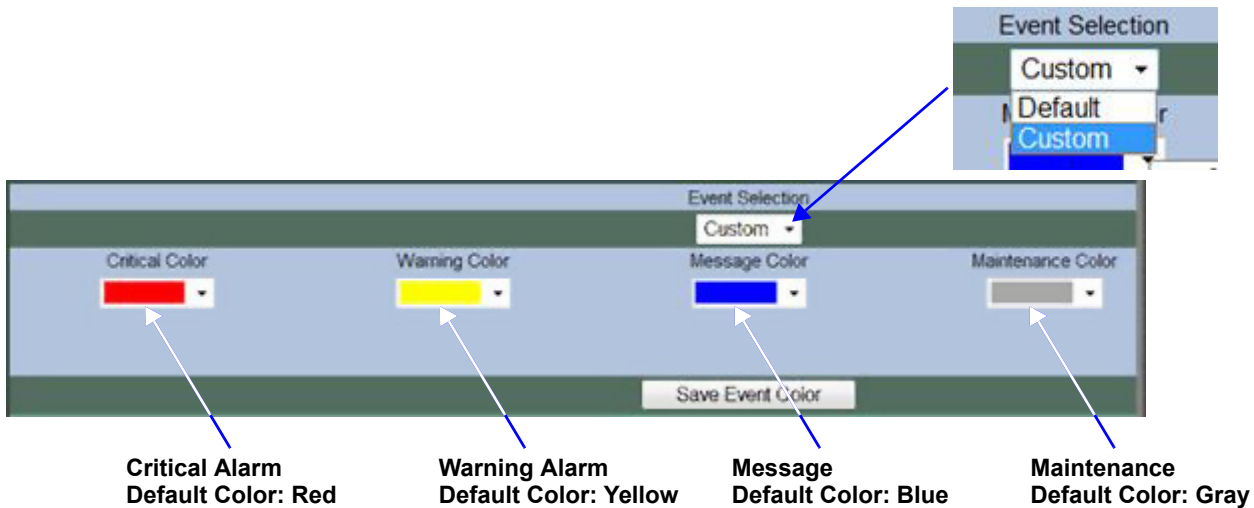 Event Selection
Custom
Default
Custom
Event Selection
Custom
Critical Color
Warning Color
Message Color
Maintenance Color
Save Event Color
Critical Alarm
Default Color: Red
Warning Alarm
Default Color: Yellow
Message
Default Color: Blue
Maintenance
Default Color: Gray